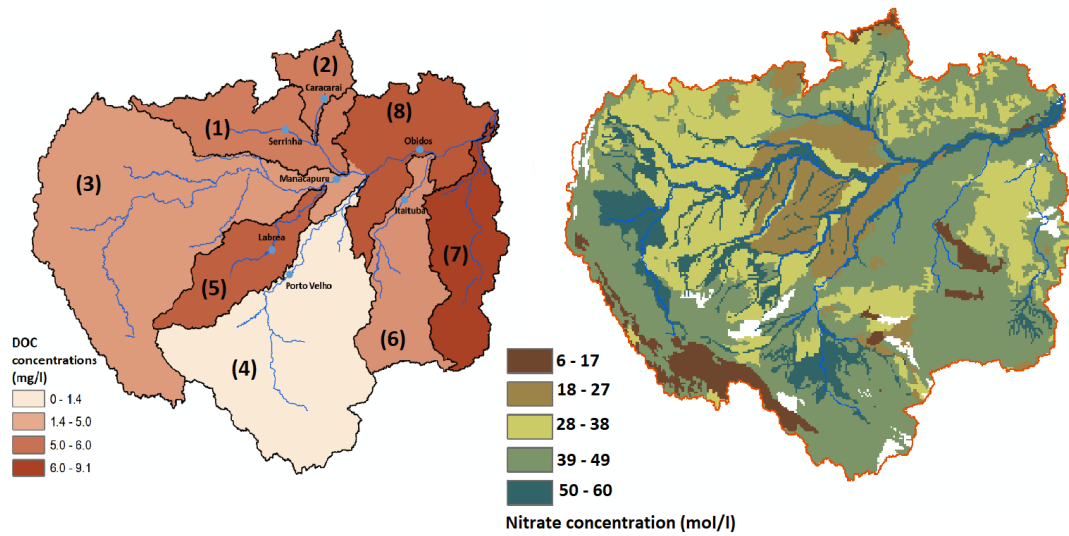 (2)
Caracarai
(8)
(1)
Serrinha
Obidos
Manacapuru
(3)
Itaituba
Labrea
(7)
(5)
Porto Velho
(6)
(4)
DOC
concentrations
(mg/l)
0 - 1.4
1.4 - 5.0
5.0 - 6.0
6.0 - 9.1
6 - 17
18 - 27
28 - 38
39 - 49
50 - 60
Nitrate concentration (mol/l)